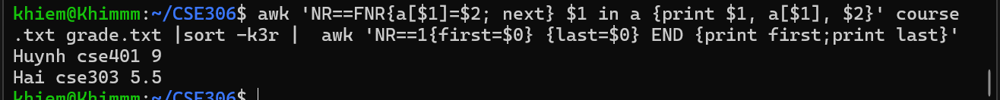 khiem@Khimmm:~/CSE306$ awk 'NR==FNR{a[$1]=$2; next} $1 in a {print $1, a[$1], $2}' course
.txt grade.txt |sort -k3r |  awk 'NR==1{first=$0} {last=$0} END {print first;print last}'
Huynh cse401 9
Hai cse303 5.5
khiem@Khimmm:~/CSE306$